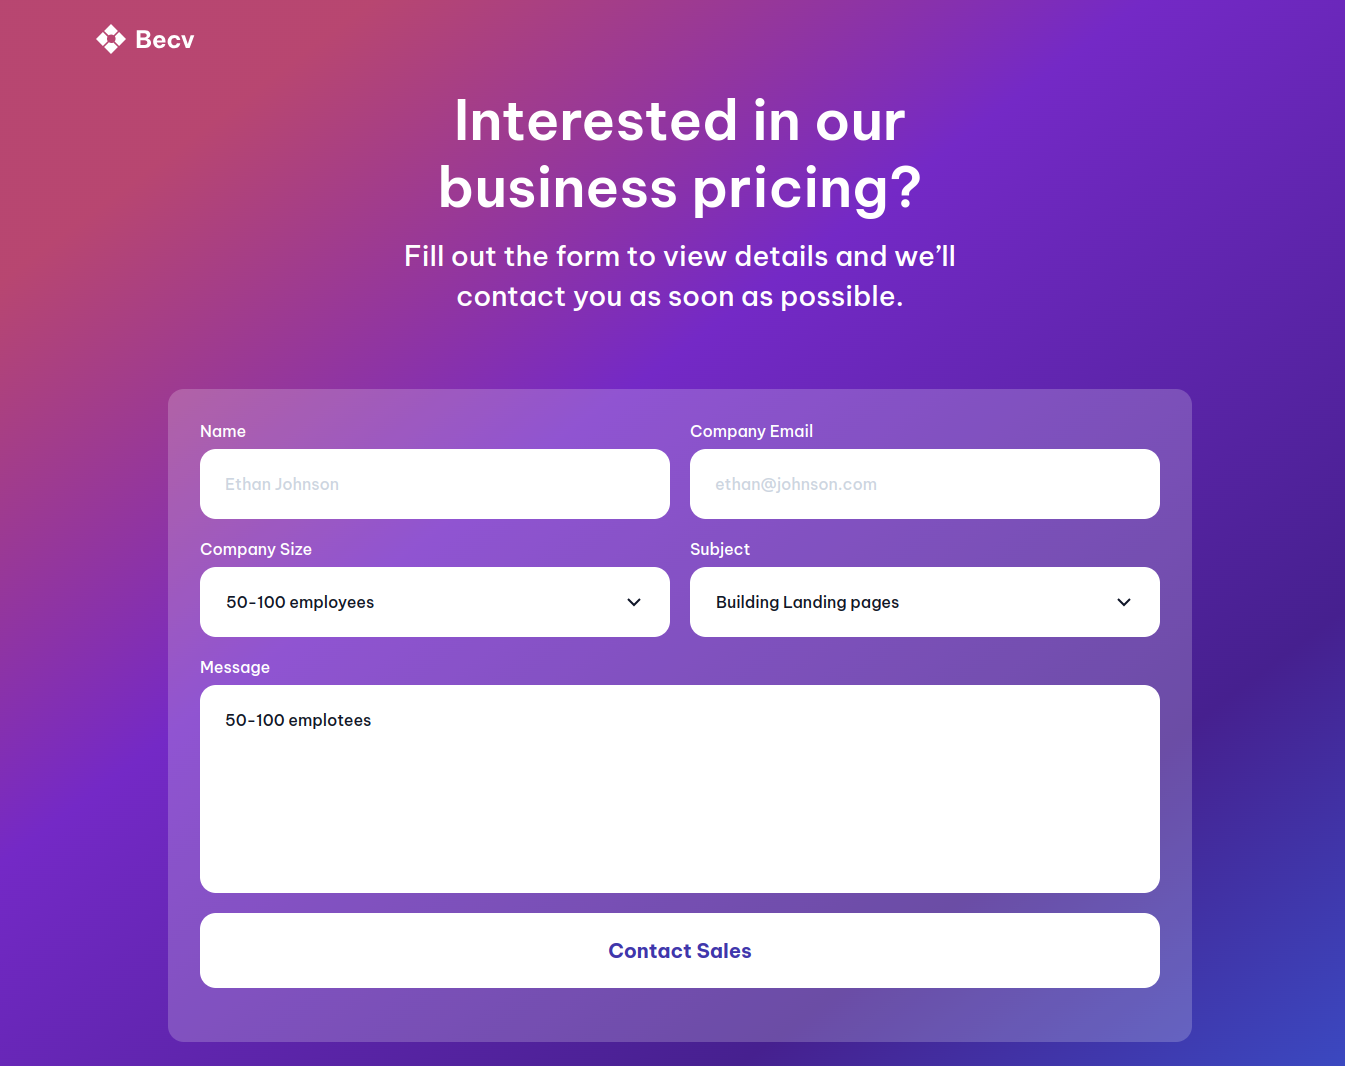 Becv
Interested in our
business pricing?
Fill out the form to view details and we’ll
contact you as soon as possible.
Name
Company Email
Ethan Johnson
ethan@johnson.com
Company Size
Subject
50-100 employees
Building Landing pages
Message
50-100 emplotees
Contact Sales